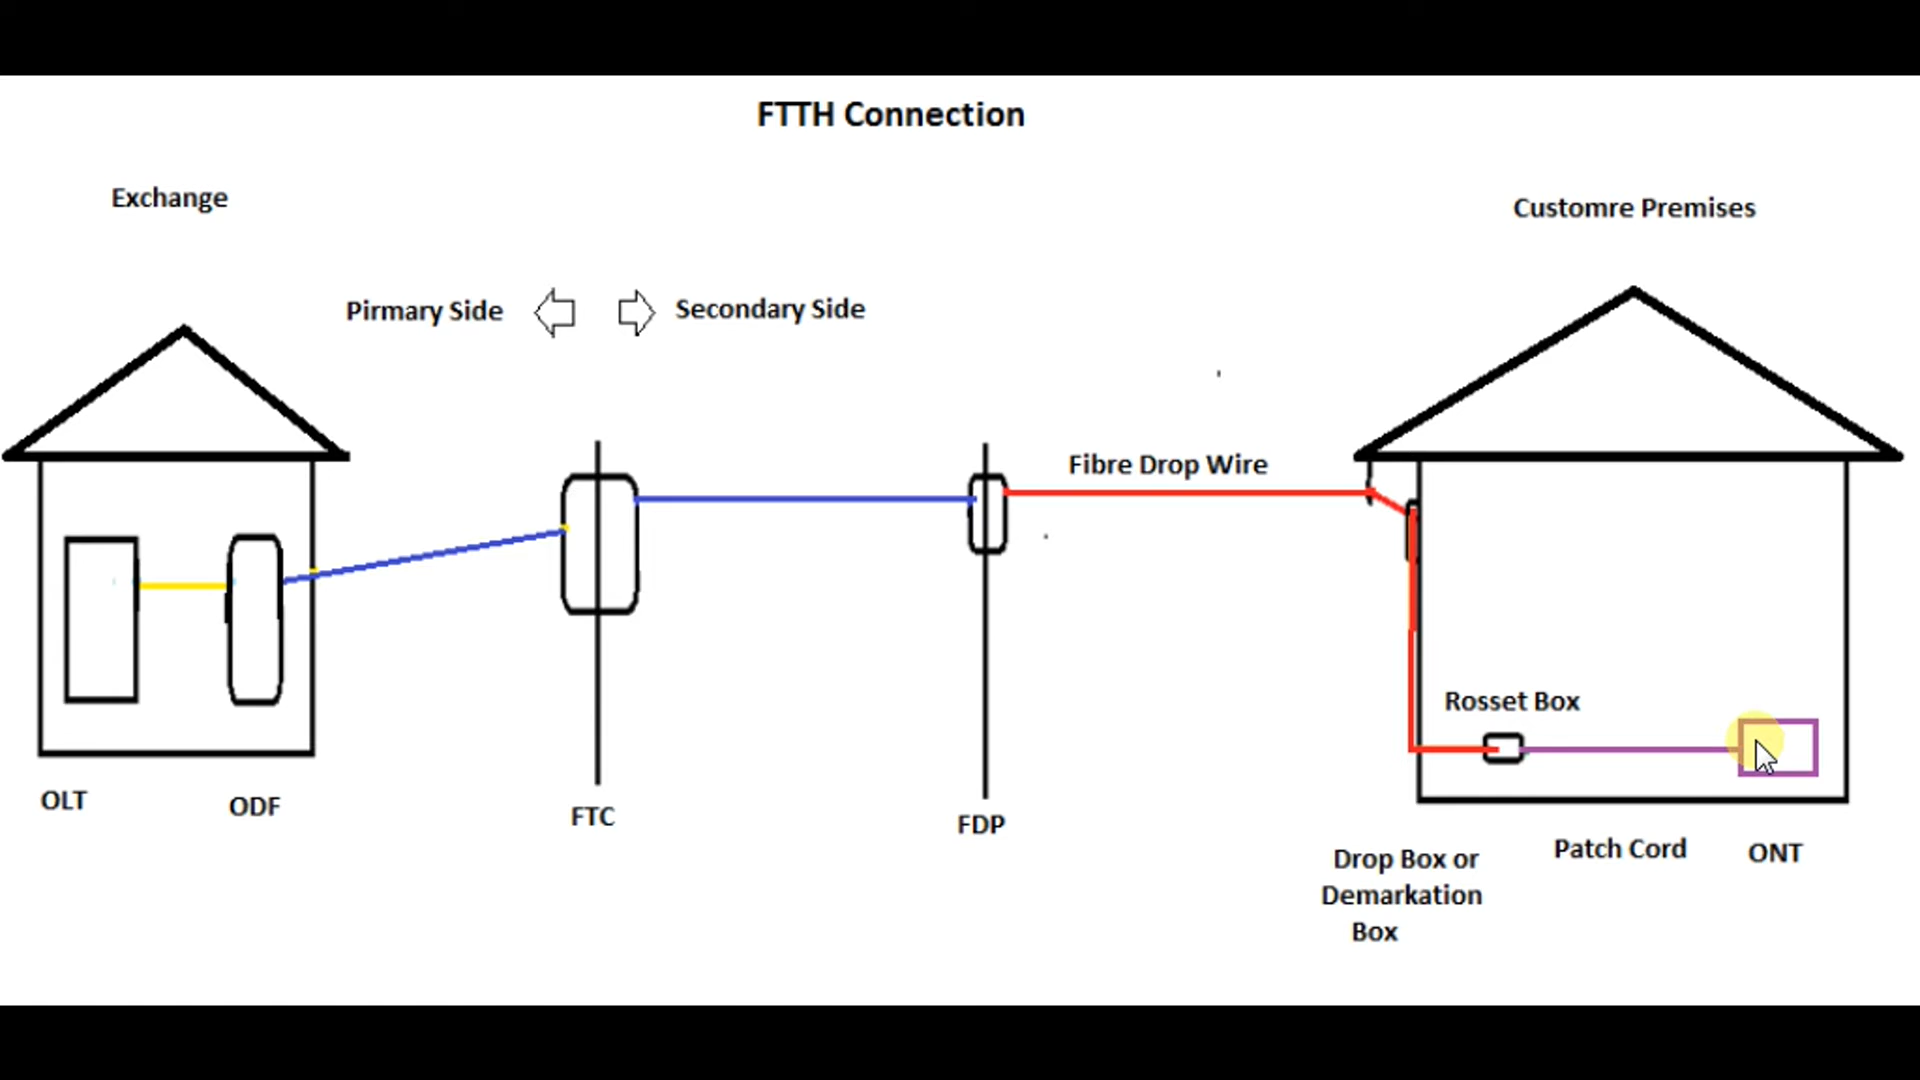 FTTH Connection
Exchange
Customre Premises
Pirmary Side
Secondary Side
Fibre Drop Wire
Rosset Box
OLT
ODF
FTC
FDP
Drop Box or
Demarkation
Box
Patch Cord
ONT